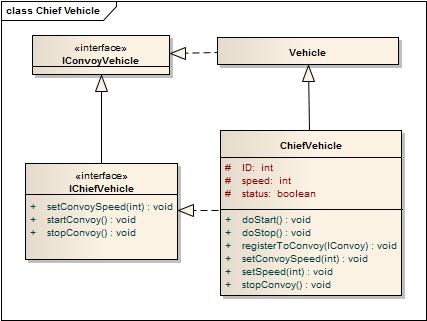 class Chief Vehicle
«interface»
IConvoyVehicle
Vehicle
«interface»
IChiefVehicle
+ setConvoySpeed(int) : void
+ startConvoy() : void
+ stopConvoy() : void
ChiefVehicle
# ID: int
# speed: int
# status: boolean
+ doStart() : void
+ doStop() : void
+ registerToConvoy(IConvoy) : void
+ setConvoySpeed(int) : void
+ setSpeed(int) : void
+ stopConvoy() : void